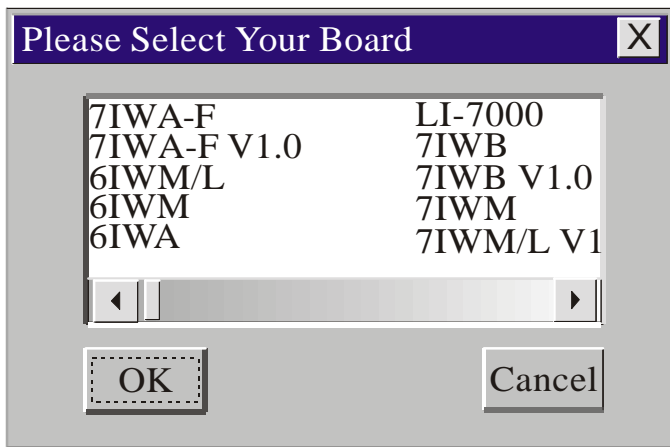 Please Select Your Board X
7IWA-F
7IWA-F V1.0
6IWM/L
6IWM
6IWA
LI-7000
7IWB
7IWB V1.0
7IWM
7IWM/L V1
OK
Cancel